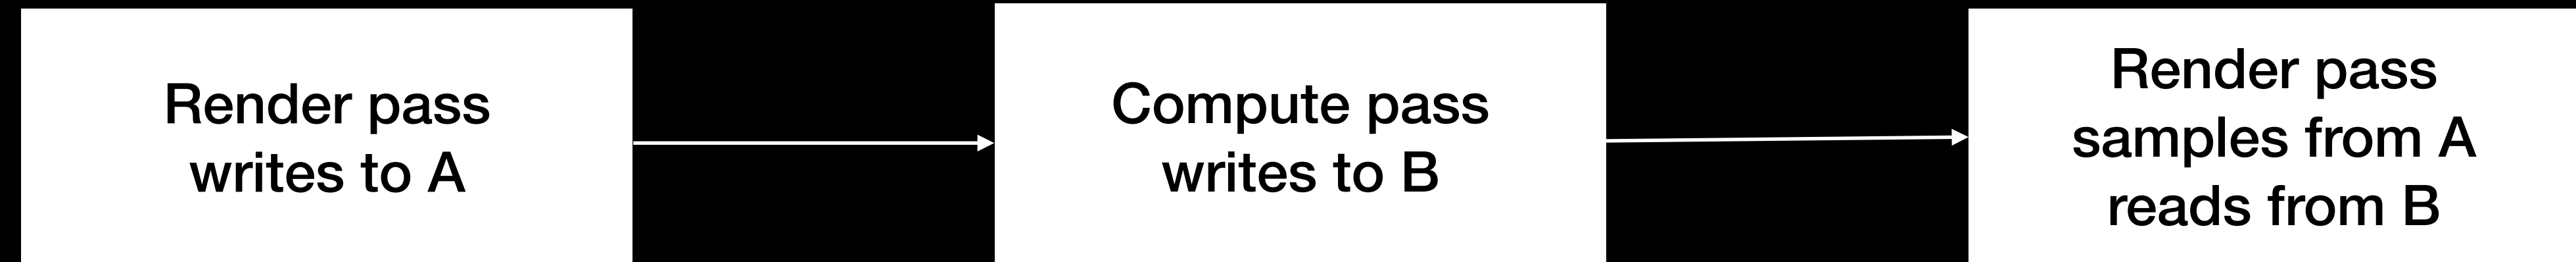 Render pass
writes to A
Compute pass
writes to B
Render pass
samples from A
reads from B